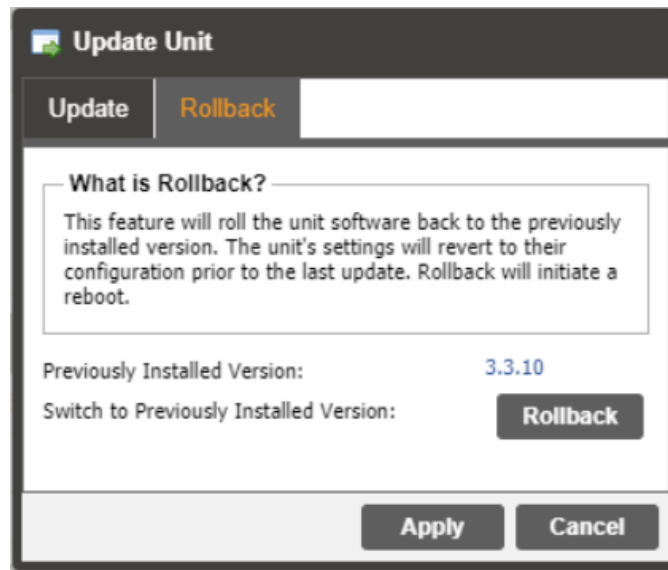 Update Unit
Update Rollback
What is Rollback?
This feature will roll the unit software back to the previously
installed version. The unit's settings will revert to their
configuration prior to the last update. Rollback will initiate a
reboot.
Previously Installed Version: 3.3.10
Switch to Previously Installed Version: Rollback
Apply Cancel